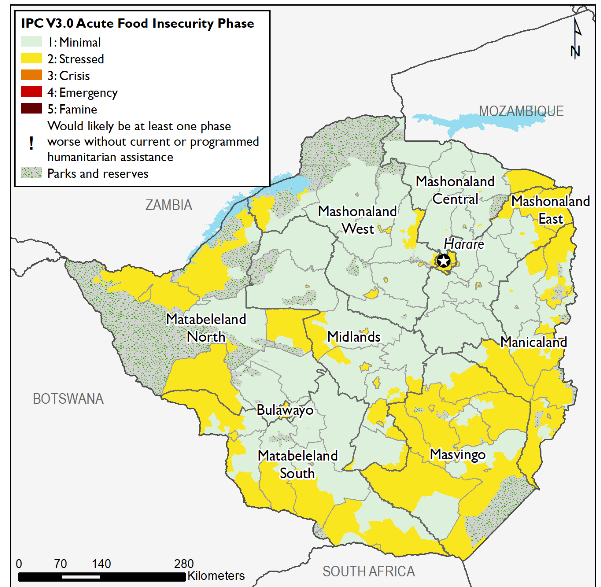 IPC V3.0 Acute Food Insecurity Phase
1: Minimal
2: Stressed
3: Crisis
4: Emergency
5: Famine
!
Would likely be at least one phase
worse without current or programmed
humanitarian assistance
Parks and reserves
N
MOZAMBIQUE
ZAMBIA
Mashonaland
Central
Mashonaland
East
Mashonaland
West
Harare
Matabeleland
North
Midlands
Manicaland
BOTSWANA
Bulawayo
Matabeleland
South
Masvingo
0 70 140 280
Kilometers
SOUTH AFRICA